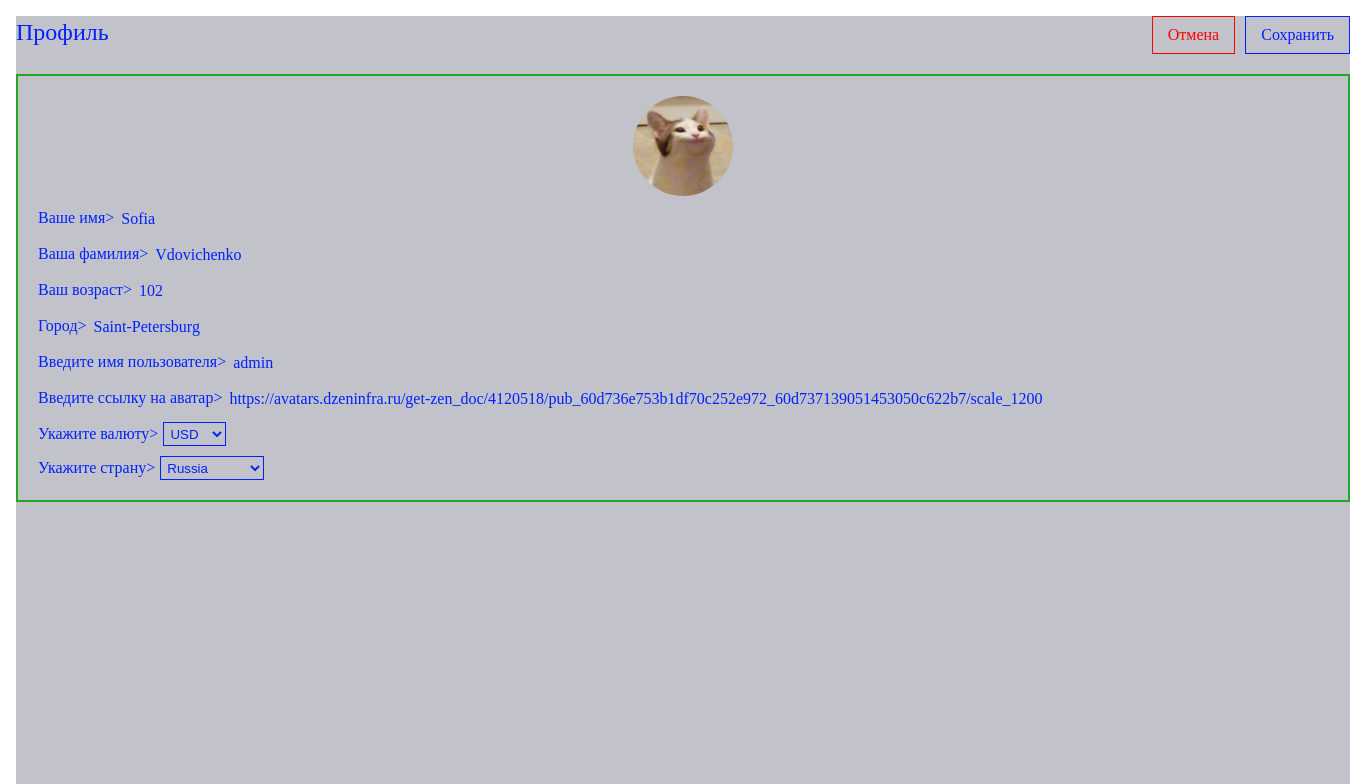 Профиль
Отмена
Сохранить
Ваше имя> Sofia
Ваша фамилия> Vdovichenko
Ваш возраст> 102
Город> Saint-Petersburg
Введите имя пользователя> admin
Введите ссылку на аватар> https://avatars.dzeninfra.ru/get-zen_doc/4120518/pub_60d736e753b1df70c252e972_60d737139051453050c622b7/scale_1200
Укажите валюту> USD
Укажите страну> Russia